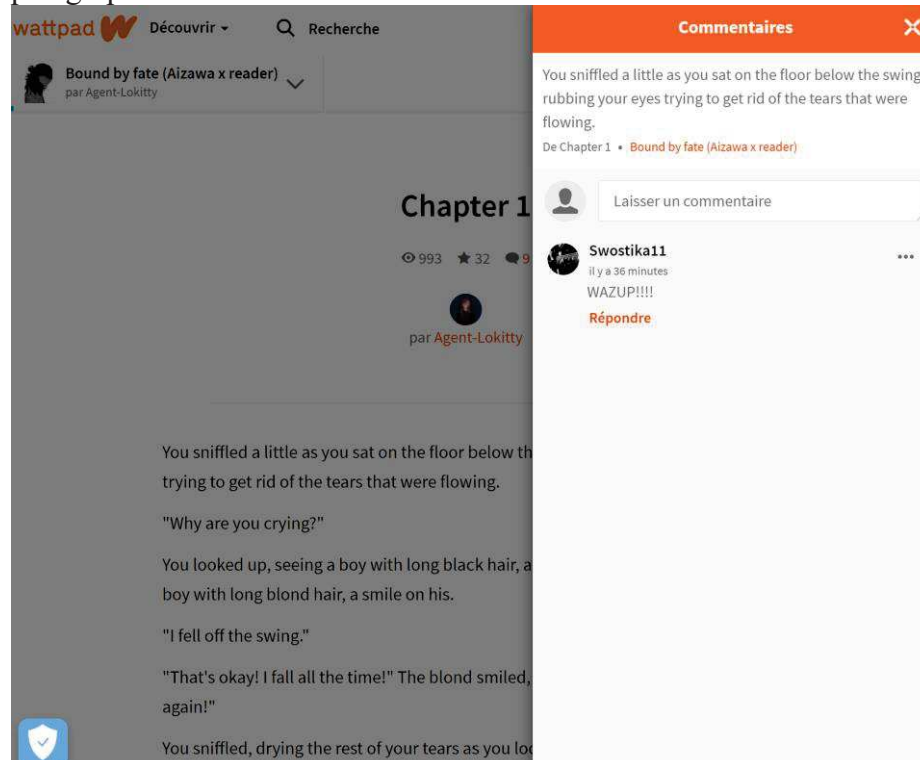 wattpad Découvrir Recherche
Bound by fate (Aizawa x reader)
par Agent-Lokitty
Chapter 1
993 32 9
par Agent-Lokitty
You sniffled a little as you sat on the floor below th
trying to get rid of the tears that were flowing.
"Why are you crying?"
You looked up, seeing a boy with long black hair, a
boy with long blond hair, a smile on his.
"I fell off the swing."
"That's okay! I fall all the time!" The blond smiled,
again!"
You sniffled, drying the rest of your tears as you loo
Commentaires
You sniffled a little as you sat on the floor below the swing
rubbing your eyes trying to get rid of the tears that were
flowing.
De Chapter 1 • Bound by fate (Aizawa x reader)
Laisser un commentaire
Swostika11
il y a 36 minutes
WAZUP!!!!
Répondre